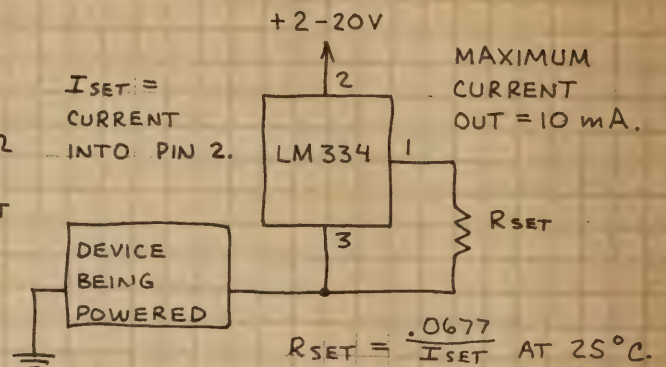 +2-20V
ISET =
CURRENT
INTO PIN 2.
2
LM334
1
3
MAXIMUM
CURRENT
OUT = 10 mA.
RSET
DEVICE
BEING
POWERED
RSET = .0677 / ISET AT 25°C.